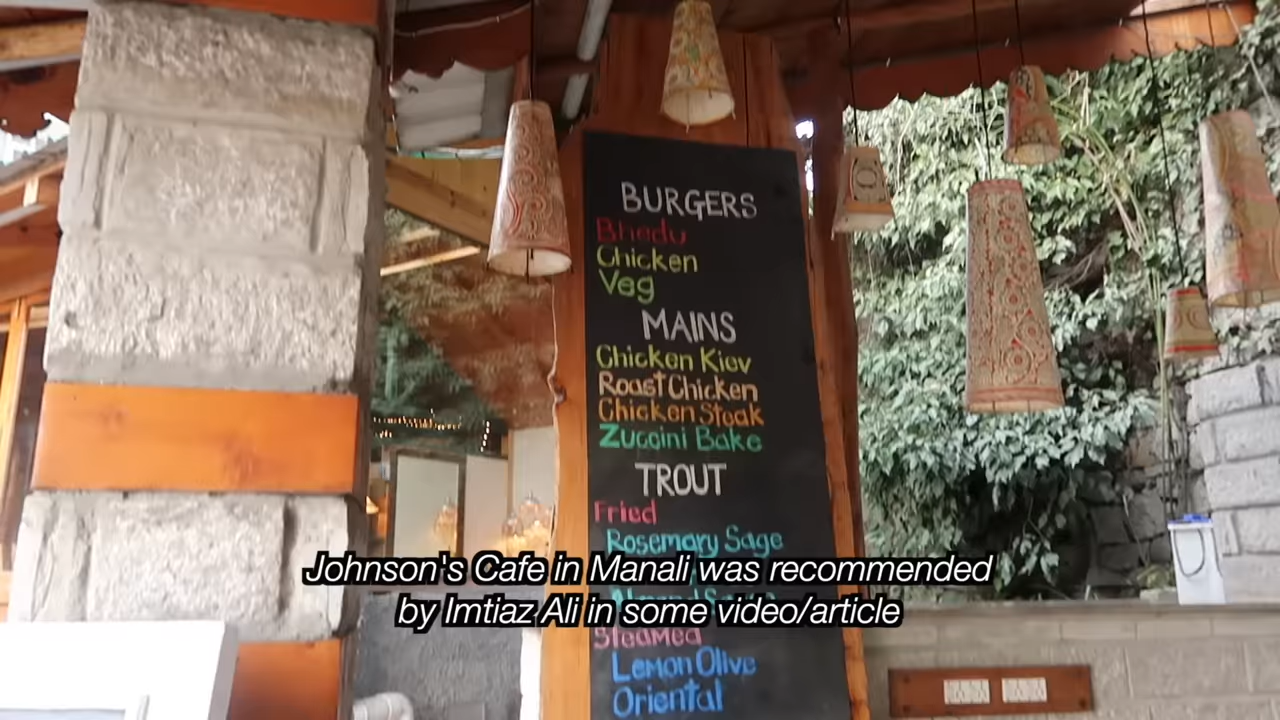 BURGERS
Bhedu
Chicken
Veg
MAINS
Chicken Kiev
Roast Chicken
Chicken Steak
Zuccini Bake
TROUT
Fried
Rosemary Sage
Johnson's Cafe in Manali was recommended
by Imtiaz Ali in some video/article
Steamed
Lemon Olive
Oriental